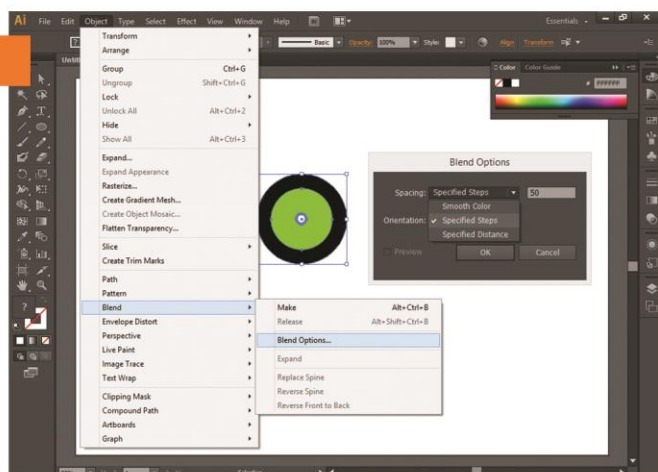 Ai File Edit Object Type Select Effect View Window Help Essentials
Basic Opacity: 100% Style: Align Transform
Transform
Arrange
Group Ctrl+G
Ungroup Shift+Ctrl+G
Lock
Unlock All Alt+Ctrl+2
Hide
Show All Alt+Ctrl+3
Expand...
Expand Appearance
Rasterize...
Create Gradient Mesh...
Create Object Mosaic...
Flatten Transparency...
Slice
Create Trim Marks
Path
Pattern
Blend
Envelope Distort
Perspective
Live Paint
Image Trace
Text Wrap
Clipping Mask
Compound Path
Artboards
Graph
Make Alt+Ctrl+B
Release Alt+Shift+Ctrl+B
Blend Options...
Expand
Replace Spine
Reverse Spine
Reverse Front to Back
Color Color Guide
# FFFFFF
Blend Options
Spacing: Specified Steps 50
Smooth Color
Orientation: ✓ Specified Steps
Specified Distance
Preview OK Cancel